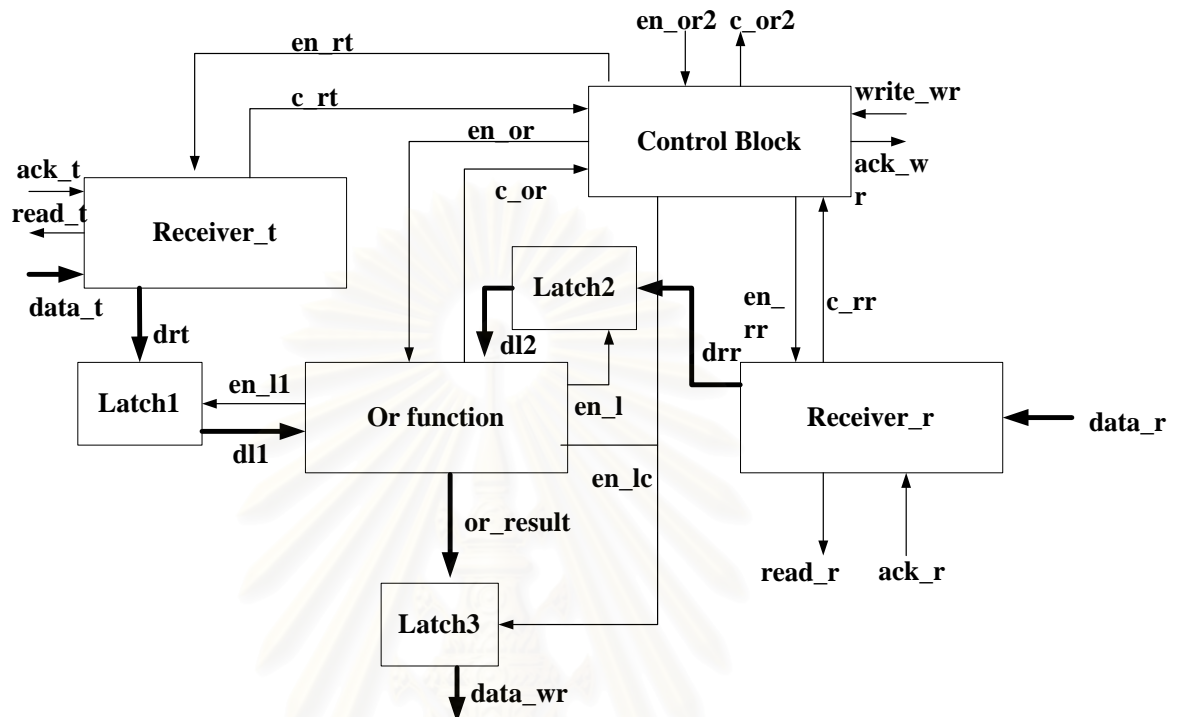 en_or2
c_or2
en_rt
c_rt
write_wr
en_or
Control Block
ack_w
r
ack_t
c_or
read_t
Receiver_t
data_t
Latch2
en_
rr
c_rr
drt
dl2
drr
en_l1
Latch1
en_l
Or function
Receiver_r
data_r
dl1
en_lc
or_result
read_r
ack_r
Latch3
data_wr